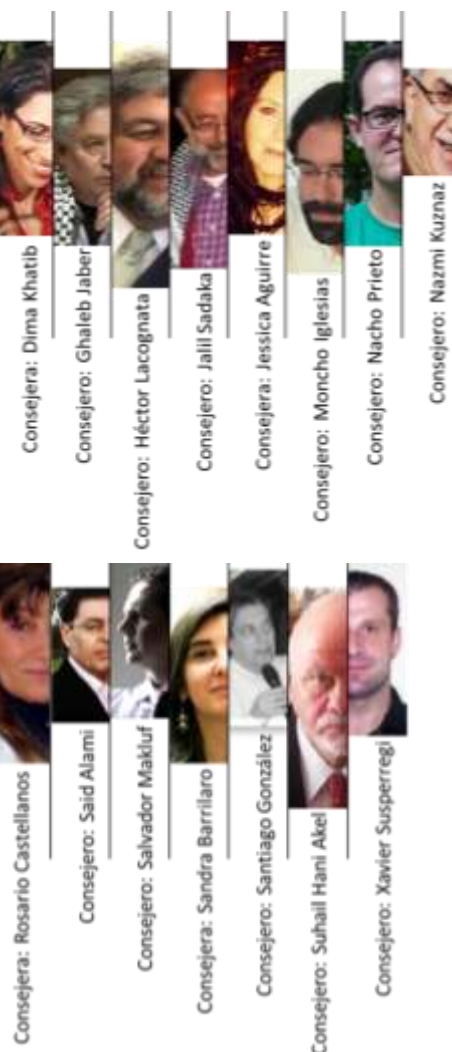 Consejera: Dima Khatib
Consejero: Ghaleb Jaber
Consejero: Héctor Lacognata
Consejero: Jalil Sadaka
Consejera: Jessica Aguirre
Consejero: Moncho Iglesias
Consejero: Nacho Prieto
Consejero: Nazmi Kuznaz
Consejera: Rosario Castellanos
Consejero: Said Alami
Consejero: Salvador Makluf
Consejera: Sandra Barrilaro
Consejero: Santiago González
Consejero: Suhail Hani Akel
Consejero: Xavier Susperregi